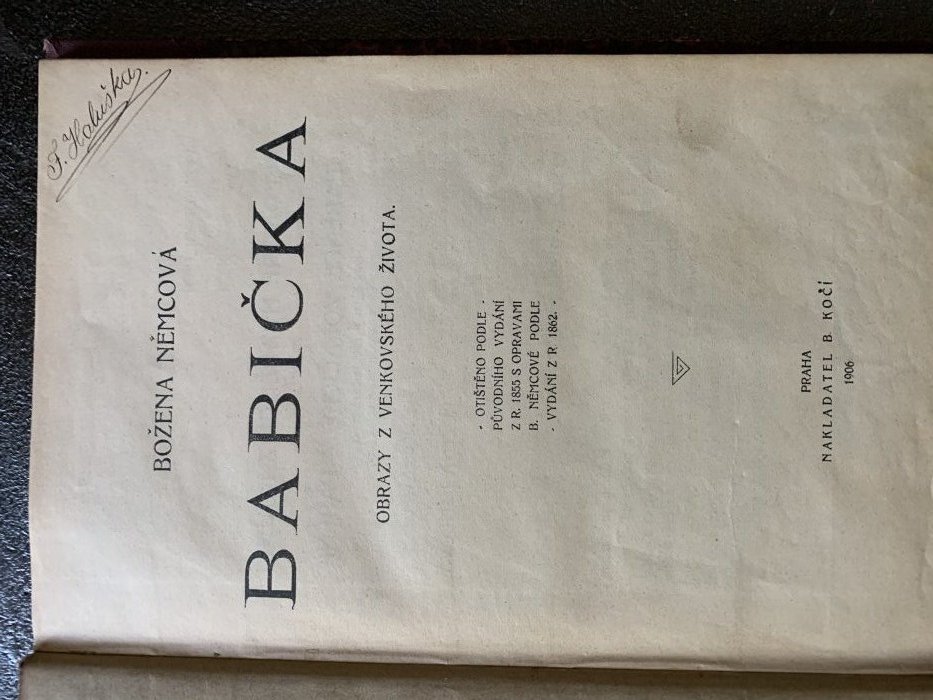 F. Holuška.
BOŽENA NĚMCOVÁ
BABIČKA
OBRAZY Z VENKOVSKÉHO ŽIVOTA.
· OTIŠTĚNO PODLE ·
PŮVODNÍHO VYDÁNÍ
Z R. 1855 S OPRAVAMI
B. NĚMCOVÉ PODLE
· VYDÁNÍ Z R 1862. ·
PRAHA
NAKLADATEL B. KOČÍ
1906